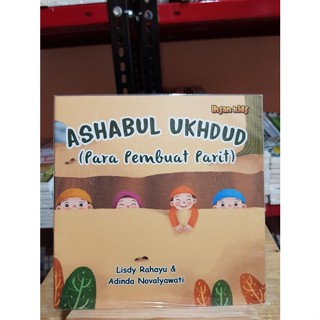 Ihsan kids
ASHABUL UKHDUD
(Para Pembuat Parit)
Lisdy Rahayu &
Adinda Novalyawati